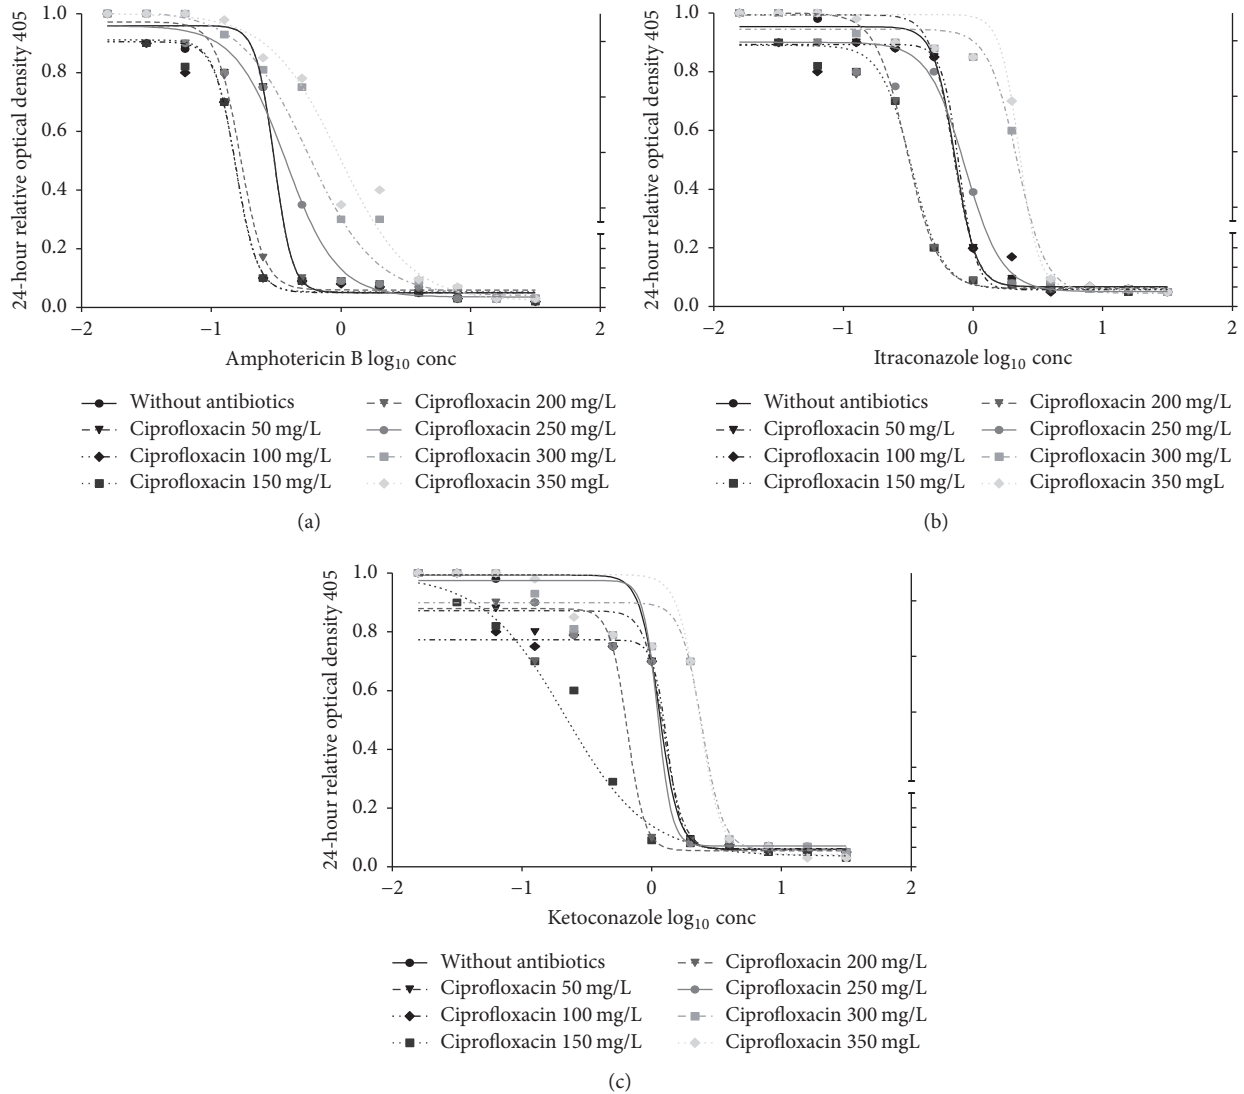 24-hour relative optical density 405
1.0
0.8
0.6
0.4
0.2
0.0
−2 −1 0 1 2
Amphotericin B log10 conc
Without antibiotics
Ciprofloxacin 50 mg/L
Ciprofloxacin 100 mg/L
Ciprofloxacin 150 mg/L
Ciprofloxacin 200 mg/L
Ciprofloxacin 250 mg/L
Ciprofloxacin 300 mg/L
Ciprofloxacin 350 mgL
(a)
24-hour relative optical density 405
1.0
0.8
0.6
0.4
0.2
0.0
−2 −1 0 1 2
Itraconazole log10 conc
Without antibiotics
Ciprofloxacin 50 mg/L
Ciprofloxacin 100 mg/L
Ciprofloxacin 150 mg/L
Ciprofloxacin 200 mg/L
Ciprofloxacin 250 mg/L
Ciprofloxacin 300 mg/L
Ciprofloxacin 350 mgL
(b)
24-hour relative optical density 405
1.0
0.8
0.6
0.4
0.2
0.0
−2 −1 0 1 2
Ketoconazole log10 conc
Without antibiotics
Ciprofloxacin 50 mg/L
Ciprofloxacin 100 mg/L
Ciprofloxacin 150 mg/L
Ciprofloxacin 200 mg/L
Ciprofloxacin 250 mg/L
Ciprofloxacin 300 mg/L
Ciprofloxacin 350 mgL
(c)